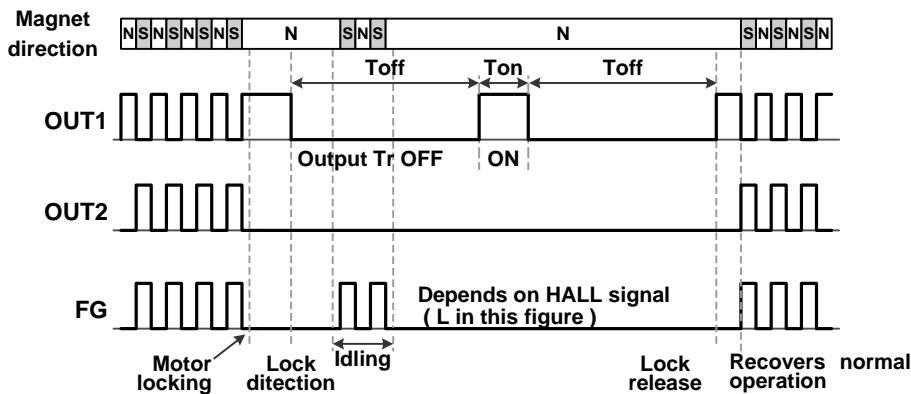 Magnet
direction
N S N S N S N S N S N S N S N S N S N
Toff Ton Toff
OUT1
Output Tr OFF ON
OUT2
FG
Depends on HALL signal
( L in this figure )
Motor
locking
Lock
ditection
Idling
Lock
release
Recovers normal
operation